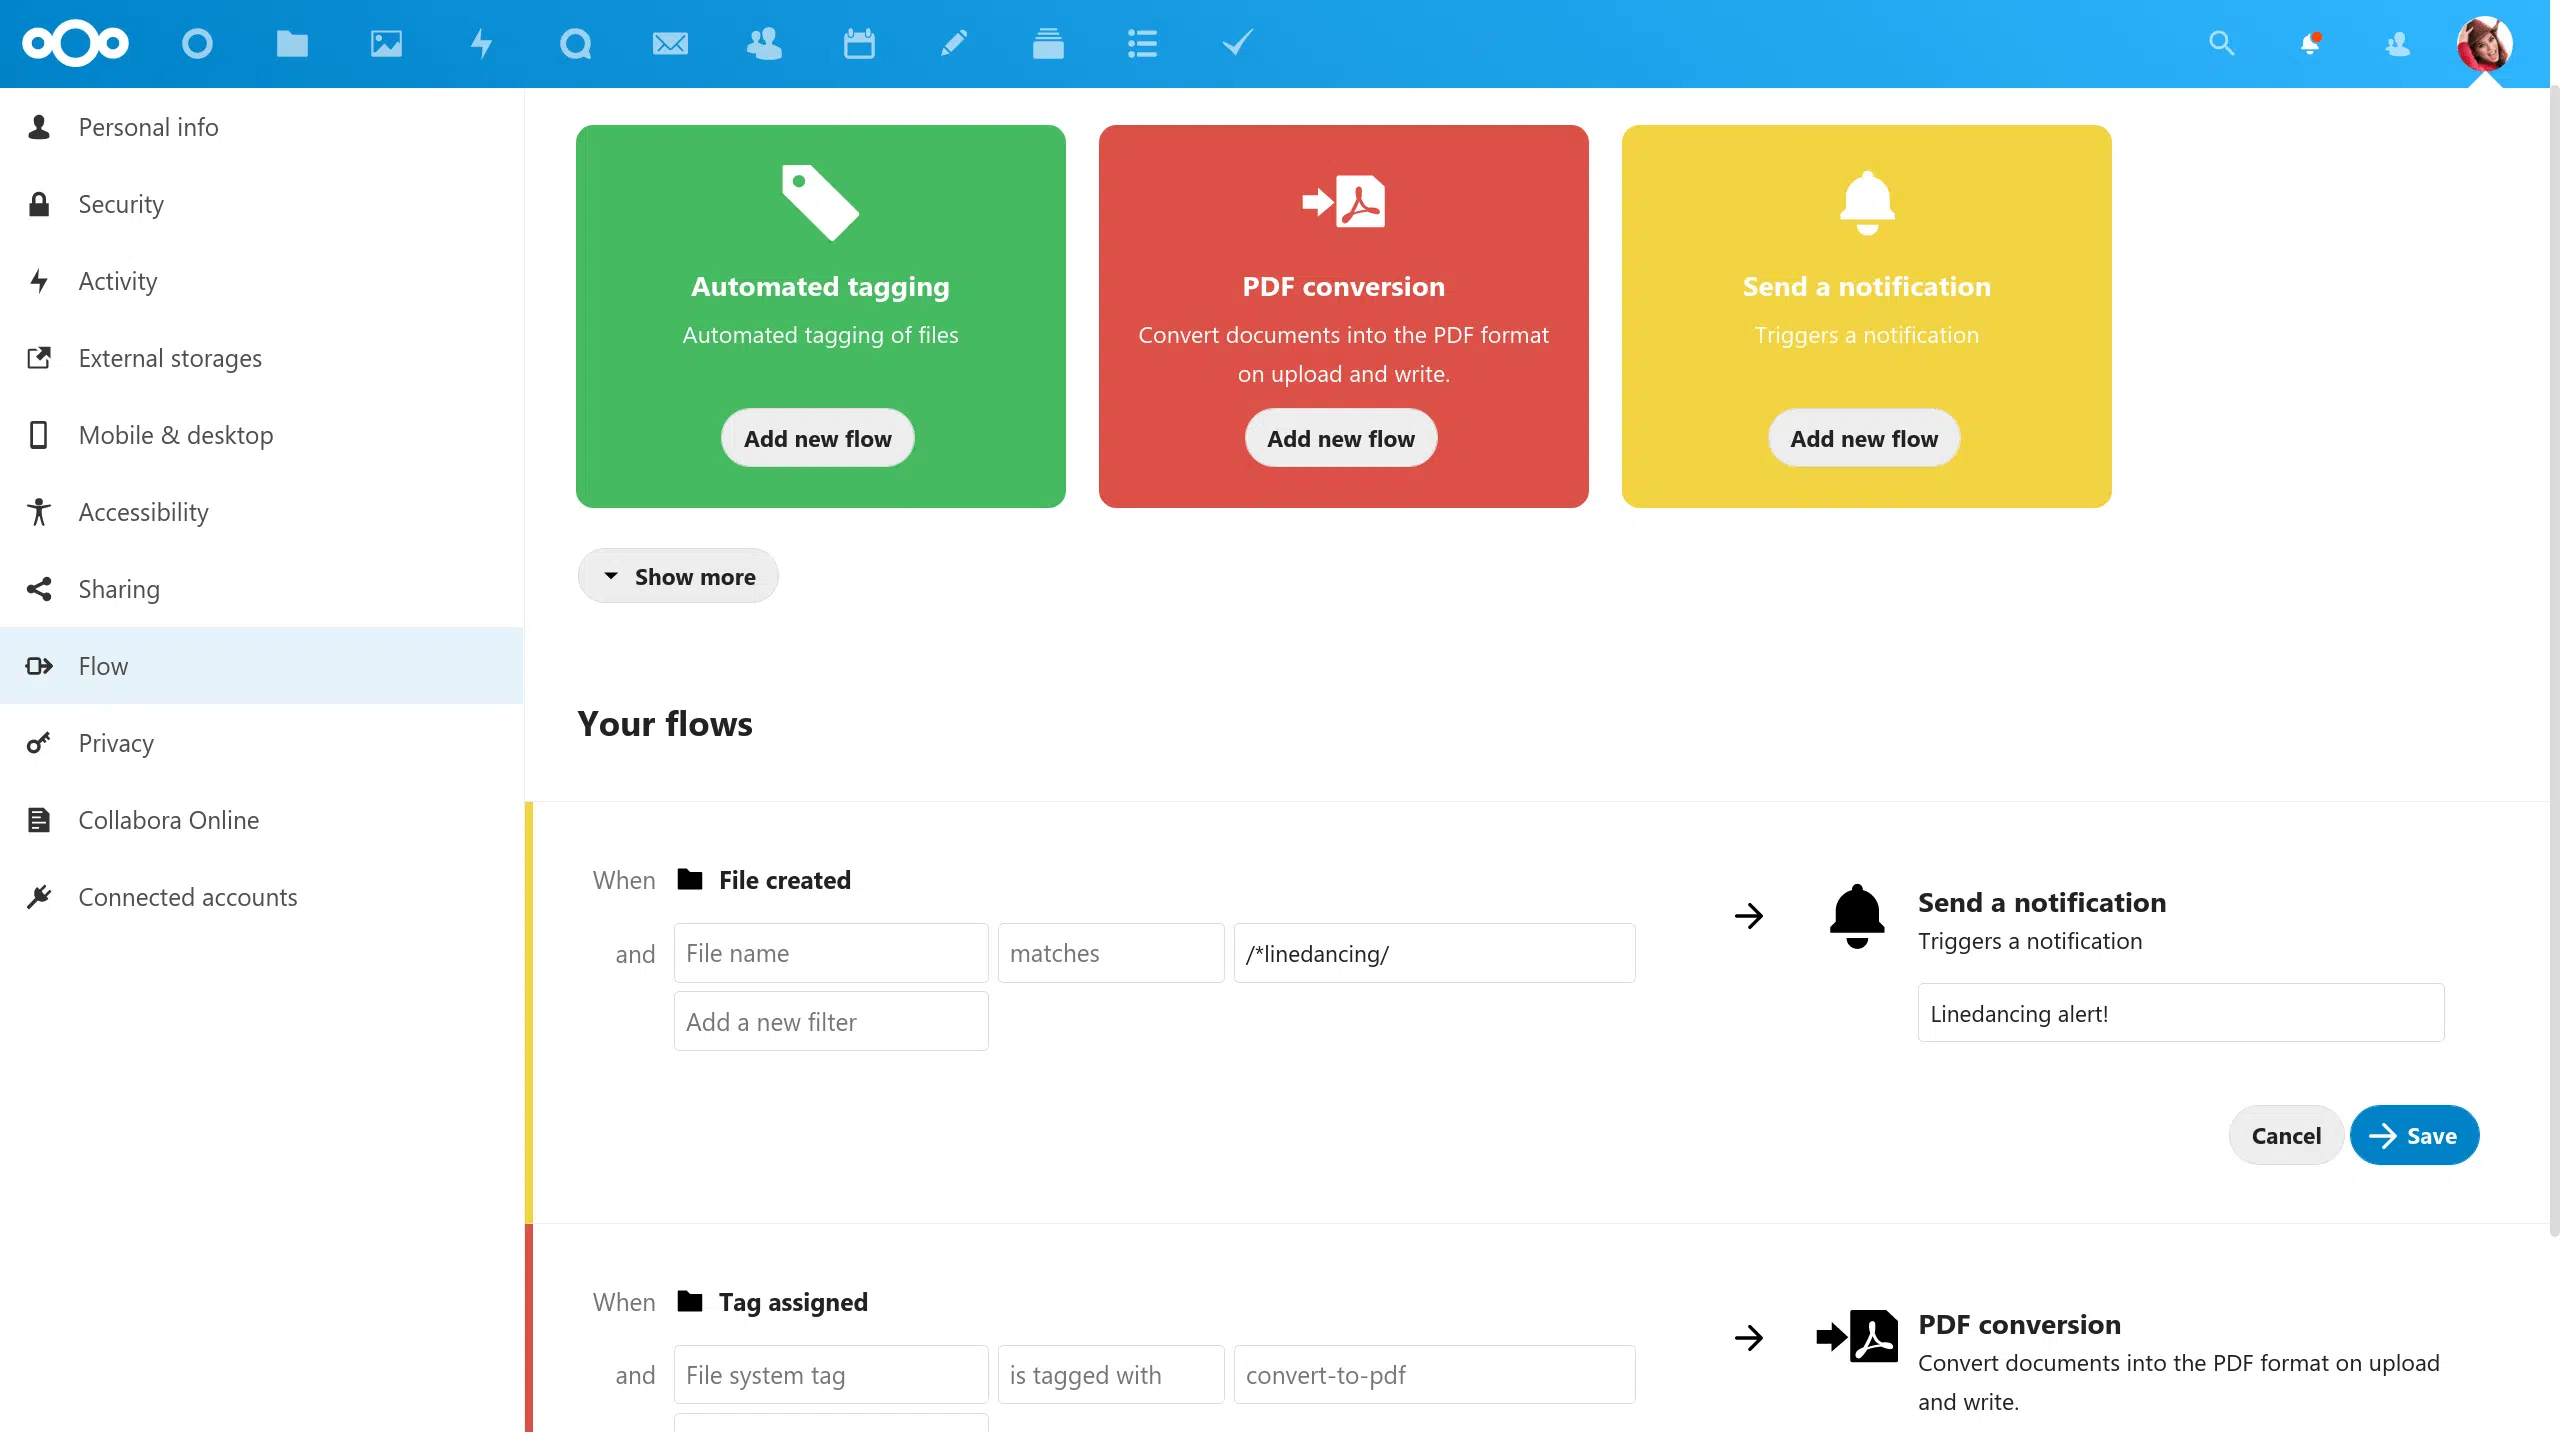 Personal info
Security
Activity
External storages
Mobile & desktop
Accessibility
Sharing
Flow
Privacy
Collabora Online
Connected accounts
Automated tagging
Automated tagging of files
Add new flow
PDF conversion
Convert documents into the PDF format
on upload and write.
Add new flow
Send a notification
Triggers a notification
Add new flow
Show more
Your flows
When File created
and File name matches /*linedancing/
Add a new filter
Send a notification
Triggers a notification
Linedancing alert!
Cancel Save
When Tag assigned
and File system tag is tagged with convert-to-pdf
PDF conversion
Convert documents into the PDF format on upload
and write.